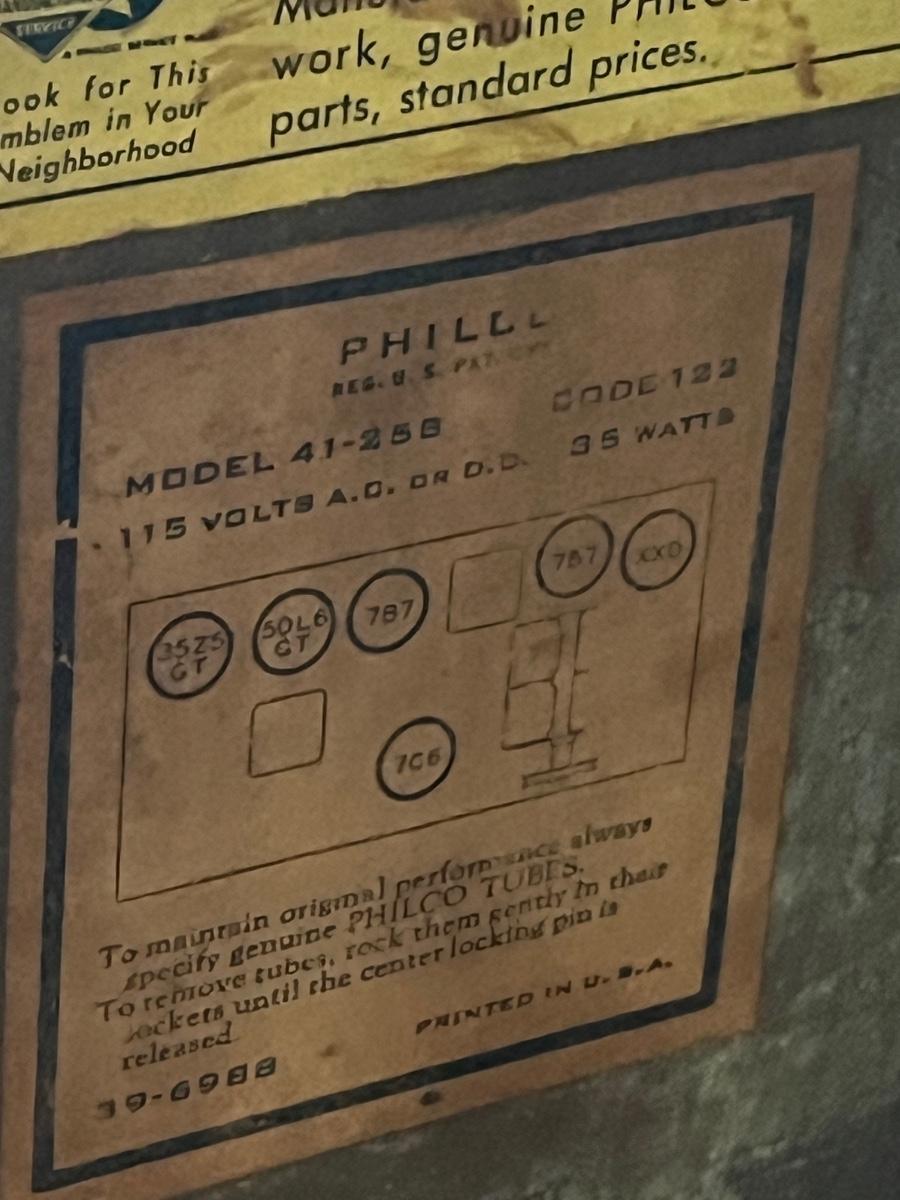 SERVICE
ook for This
mblem in Your
Neighborhood
work, genuine
parts, standard prices.
REG. U. S. PAT.
CODE 122
MODEL 41-258
35 WATTS
115 VOLTS A.C. OR D.C.
35Z5
GT
50L6
GT
7B7
7B7
XXD
7C6
To maintain original performance always
specify genuine PHILCO TUBES.
To remove tubes, rock them gently in their
sockets until the center locking pin is
released.
PRINTED IN U.S.A.
39-6988